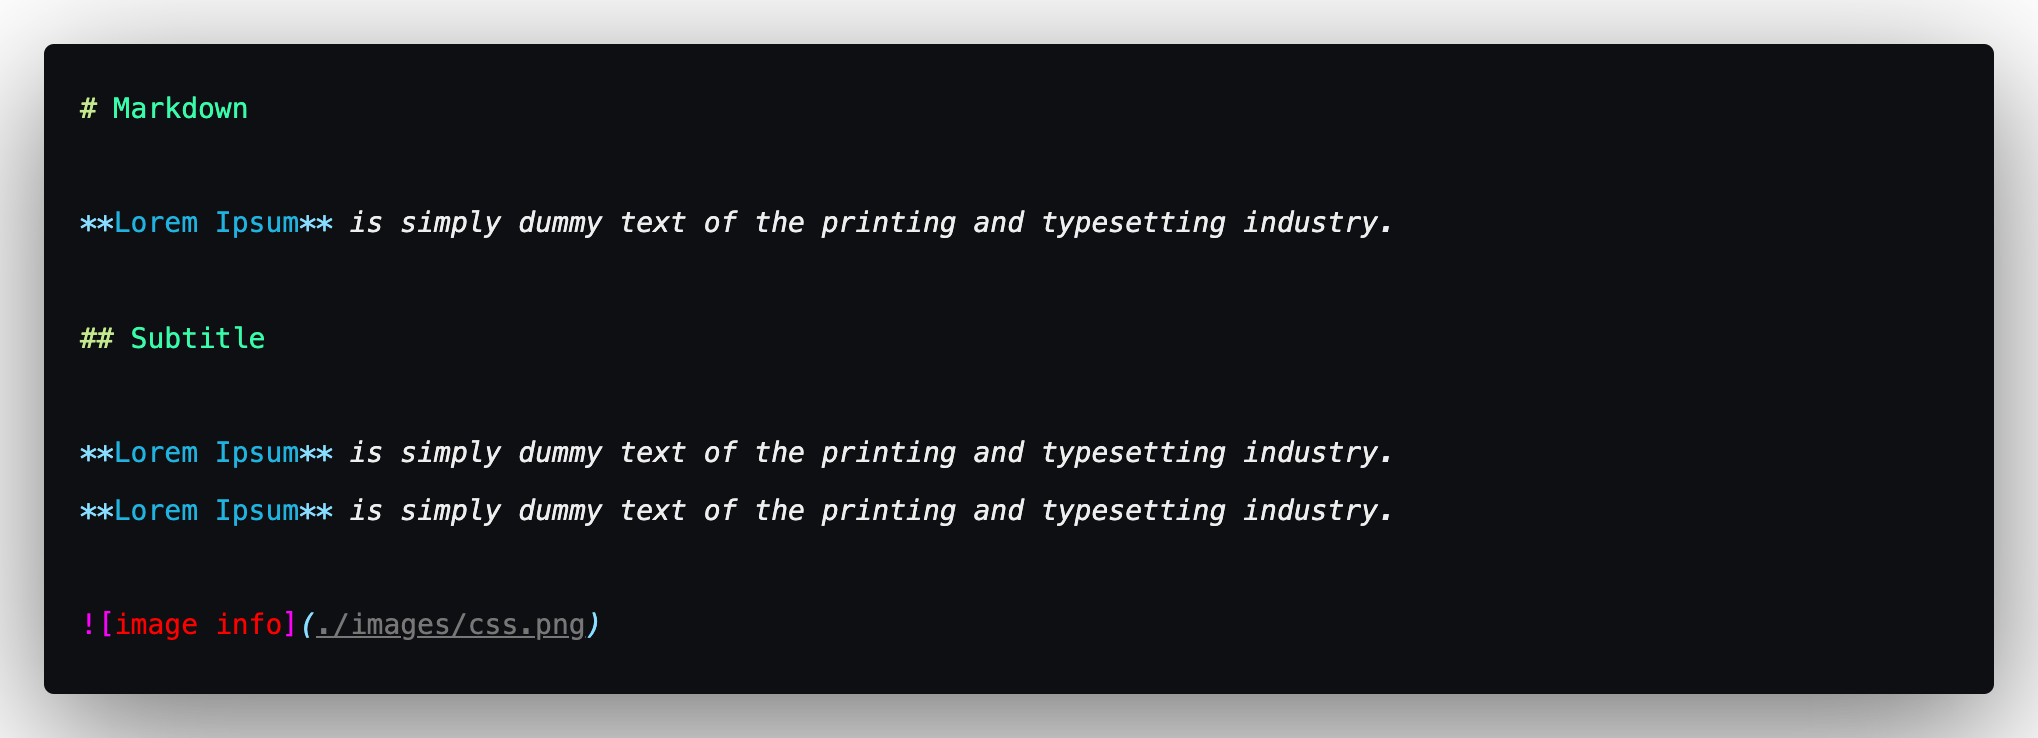 # Markdown
**Lorem Ipsum** is simply dummy text of the printing and typesetting industry.
## Subtitle
**Lorem Ipsum** is simply dummy text of the printing and typesetting industry.
**Lorem Ipsum** is simply dummy text of the printing and typesetting industry.
![image info](./images/css.png)